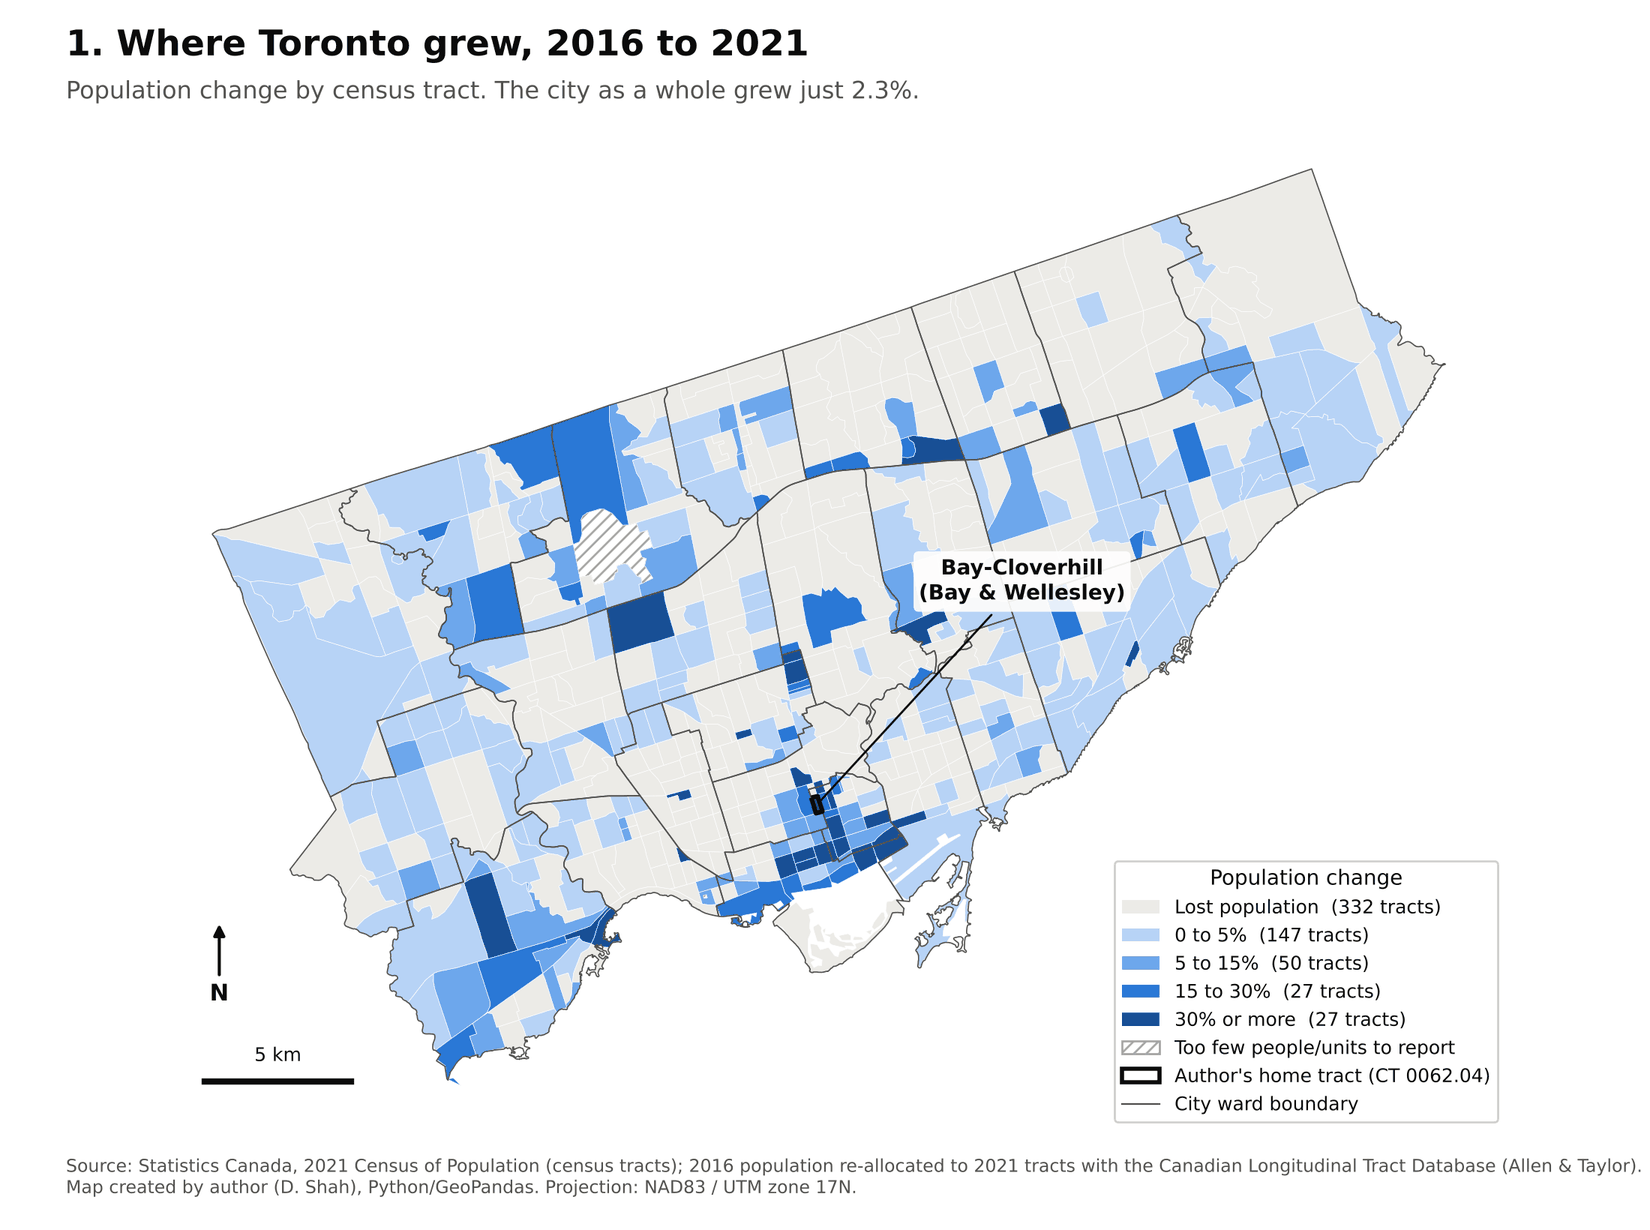 1. Where Toronto grew, 2016 to 2021
Population change by census tract. The city as a whole grew just 2.3%.
Bay-Cloverhill
(Bay & Wellesley)
N
5 km
Population change
Lost population (332 tracts)
0 to 5% (147 tracts)
5 to 15% (50 tracts)
15 to 30% (27 tracts)
30% or more (27 tracts)
Too few people/units to report
Author's home tract (CT 0062.04)
City ward boundary
Source: Statistics Canada, 2021 Census of Population (census tracts); 2016 population re-allocated to 2021 tracts with the Canadian Longitudinal Tract Database (Allen & Taylor).
Map created by author (D. Shah), Python/GeoPandas. Projection: NAD83 / UTM zone 17N.